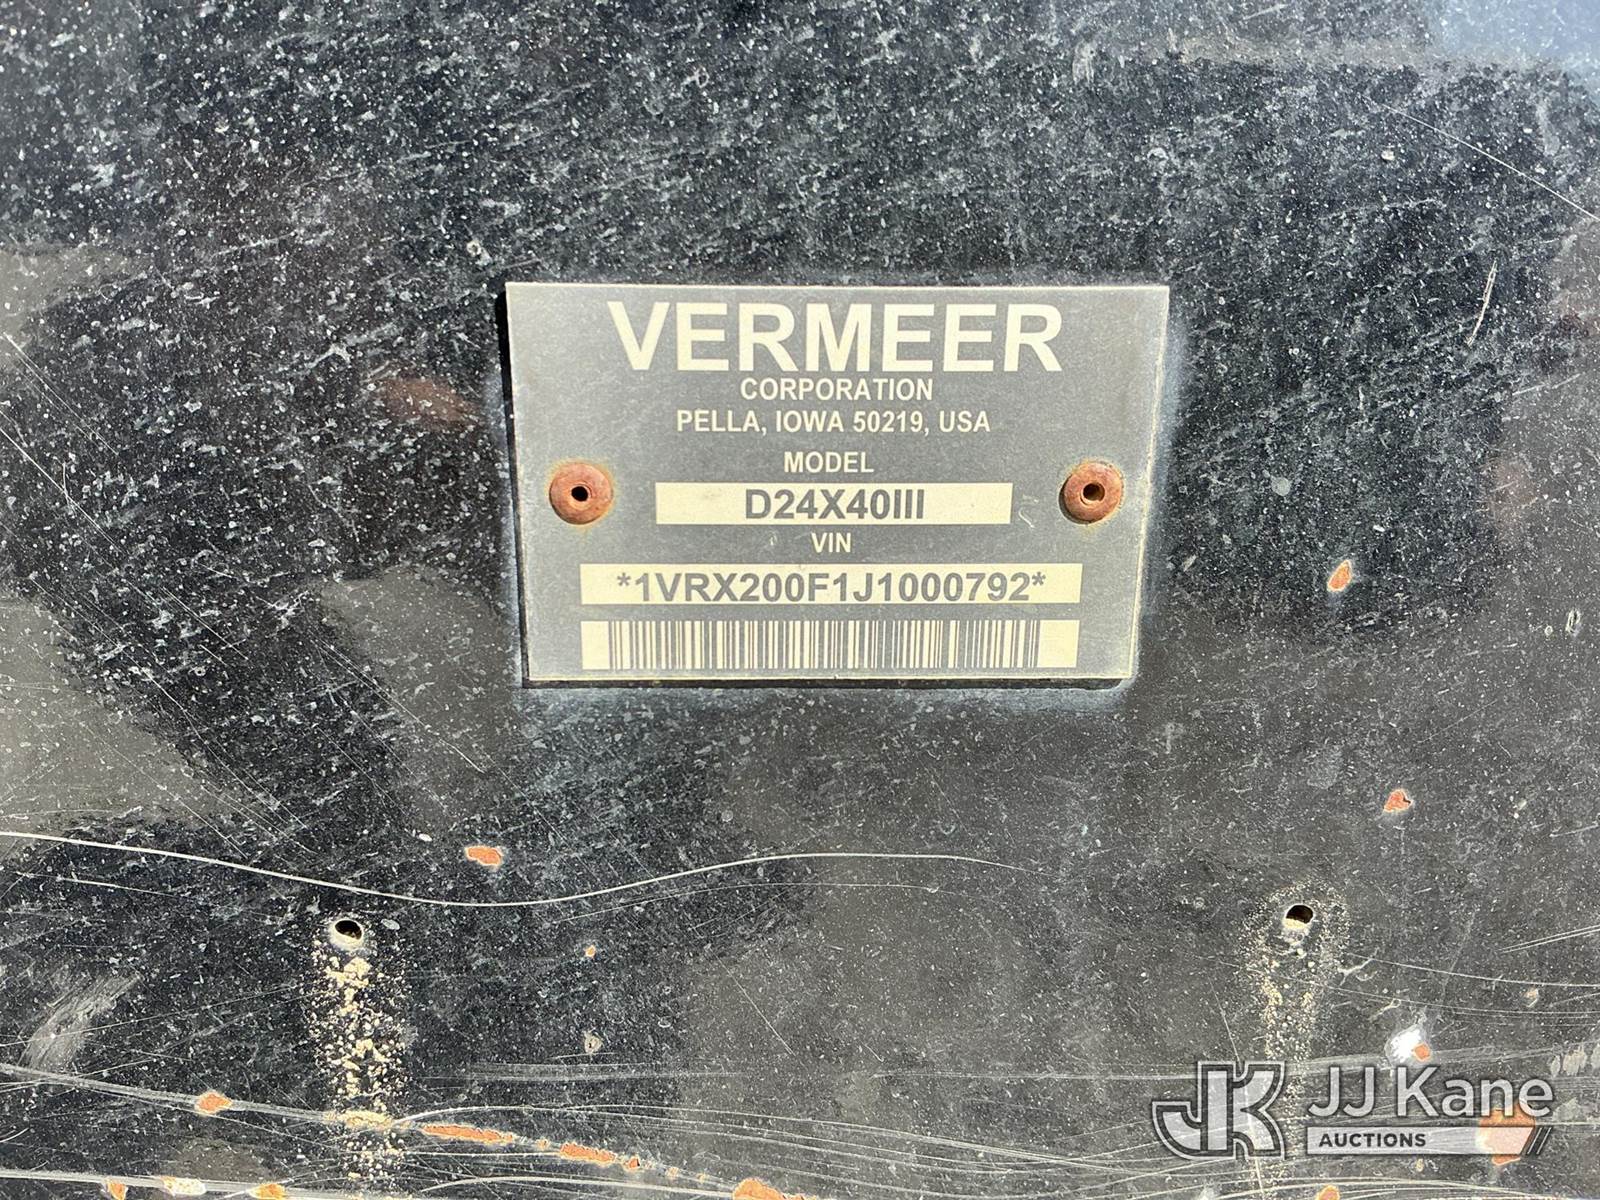 VERMEER
CORPORATION
PELLA, IOWA 50219, USA
MODEL
D24X40III
VIN
*1VRX200F1J1000792*
JJ Kane
AUCTIONS